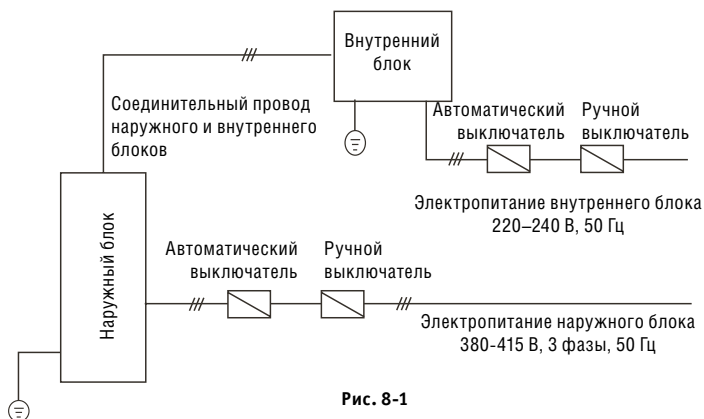 Внутренний
блок
Соединительный провод
наружного и внутреннего
блоков
Автоматический
выключатель
Ручной
выключатель
Электропитание внутреннего блока
220–240 В, 50 Гц
Наружный блок
Автоматический
выключатель
Ручной
выключатель
Электропитание наружного блока
380-415 В, 3 фазы, 50 Гц
Рис. 8-1